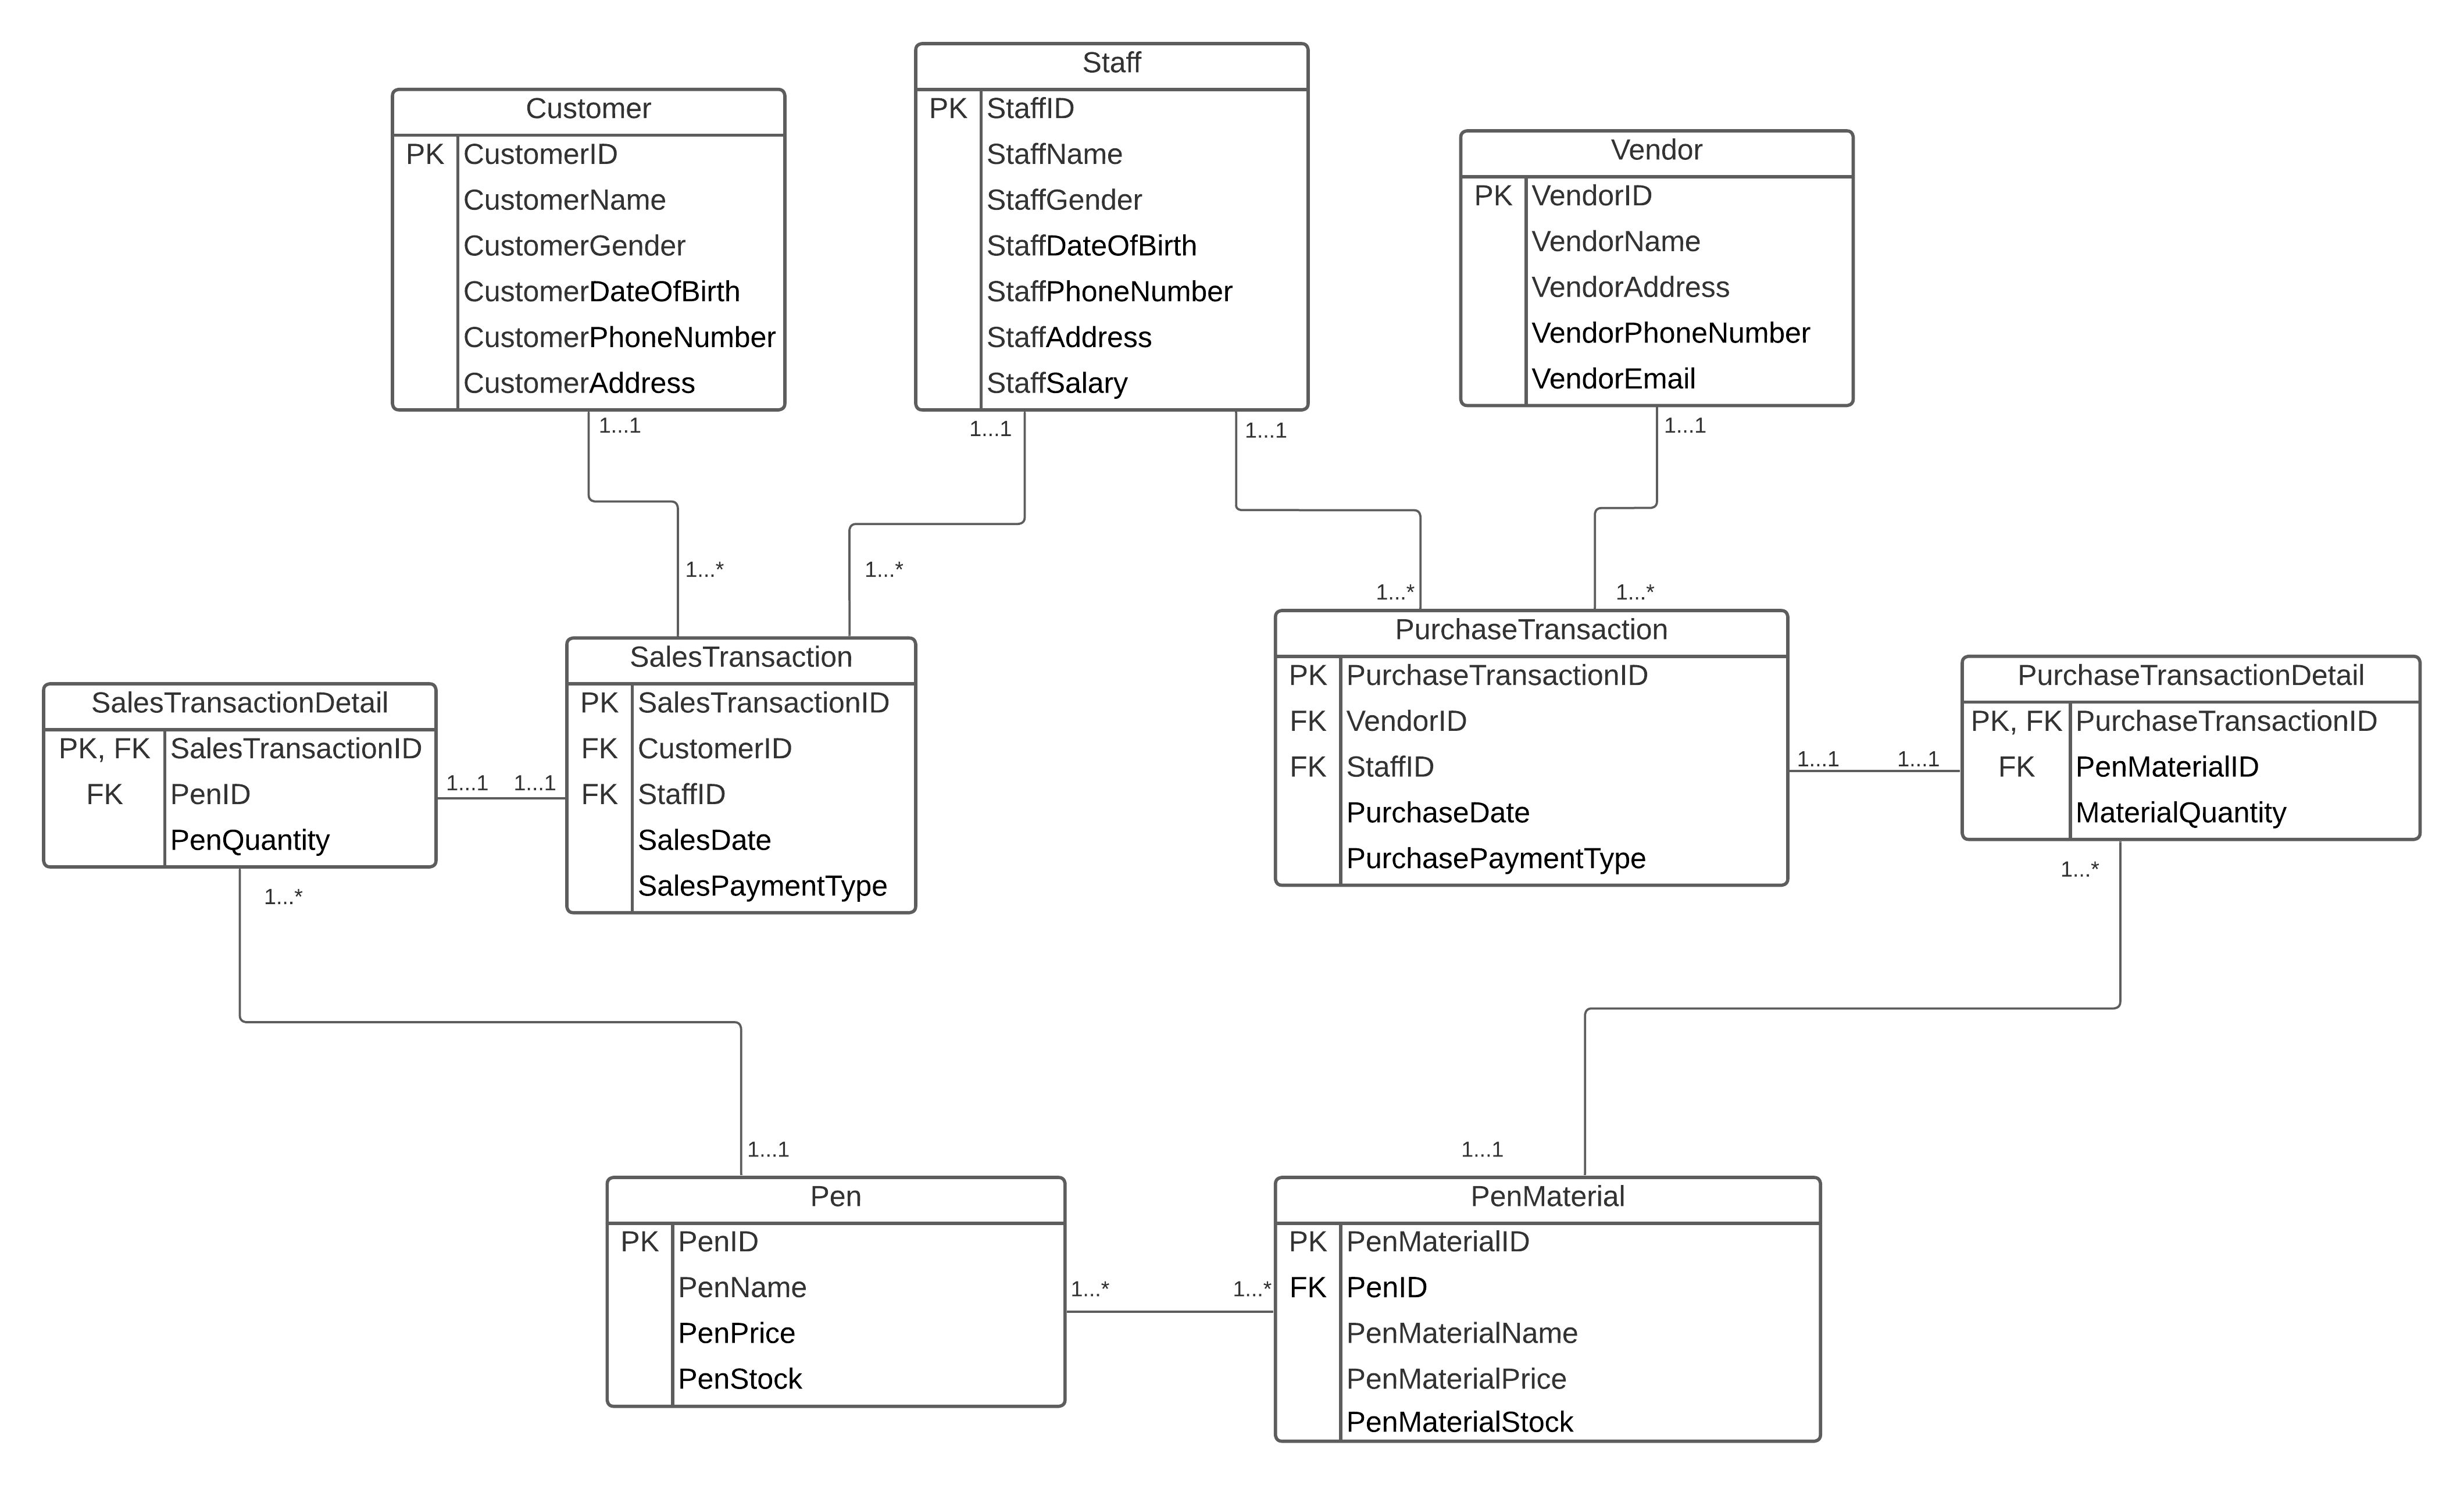 Staff
PK StaffID
StaffName
StaffGender
StaffDateOfBirth
StaffPhoneNumber
StaffAddress
StaffSalary
Customer
PK CustomerID
CustomerName
CustomerGender
CustomerDateOfBirth
CustomerPhoneNumber
CustomerAddress
Vendor
PK VendorID
VendorName
VendorAddress
VendorPhoneNumber
VendorEmail
1...1
1...1
1...1
1...1
1...*
1...*
1...*
1...*
SalesTransactionDetail
PK, FK SalesTransactionID
FK PenID
PenQuantity
1...1
1...1
SalesTransaction
PK SalesTransactionID
FK CustomerID
FK StaffID
SalesDate
SalesPaymentType
PurchaseTransaction
PK PurchaseTransactionID
FK VendorID
FK StaffID
PurchaseDate
PurchasePaymentType
1...1
1...1
PurchaseTransactionDetail
PK, FK PurchaseTransactionID
FK PenMaterialID
MaterialQuantity
1...*
1...*
1...1
1...1
Pen
PK PenID
PenName
PenPrice
PenStock
1...*
1...*
PenMaterial
PK PenMaterialID
FK PenID
PenMaterialName
PenMaterialPrice
PenMaterialStock